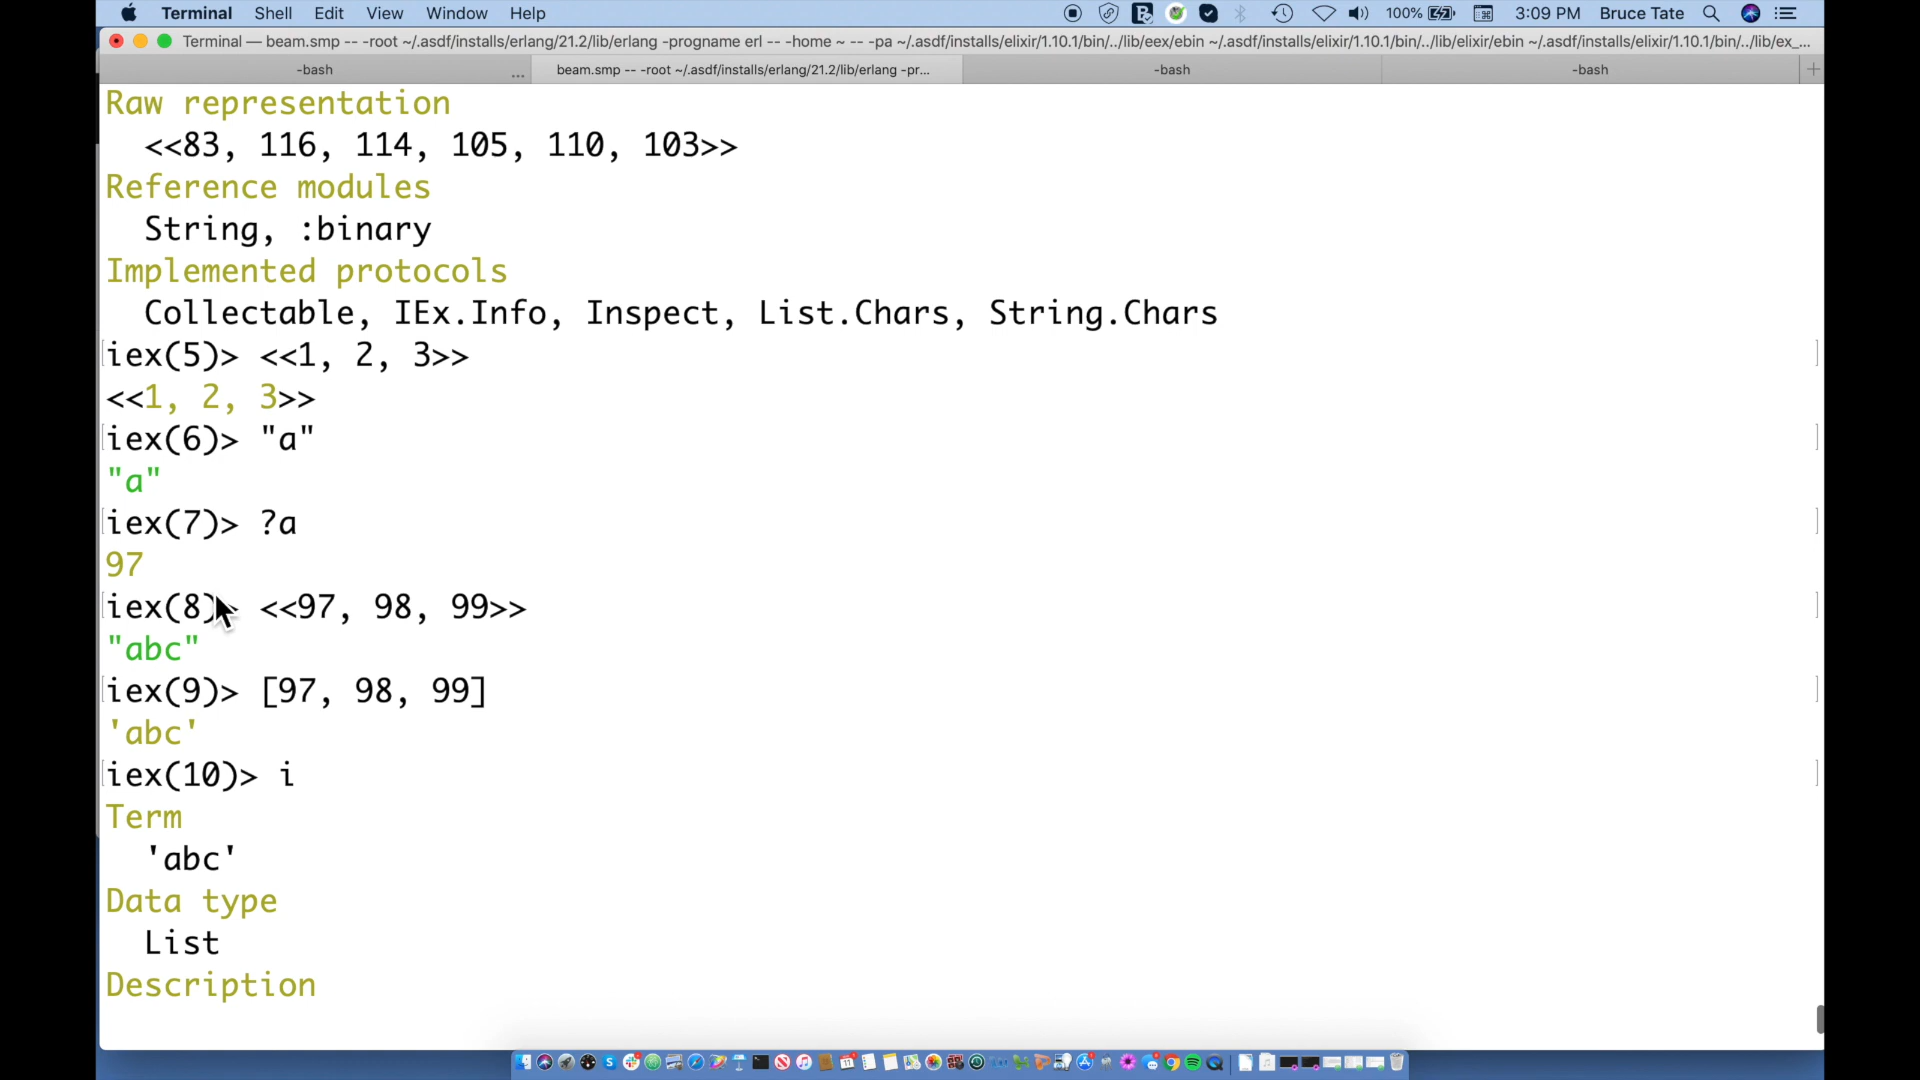 Terminal Shell Edit View Window Help 100% 3:09 PM Bruce Tate
Terminal — beam.smp -- -root ~/.asdf/installs/erlang/21.2/lib/erlang -progname erl -- -home ~ -- -pa ~/.asdf/installs/elixir/1.10.1/bin/../lib/eex/ebin ~/.asdf/installs/elixir/1.10.1/bin/../lib/elixir/ebin ~/.asdf/installs/elixir/1.10.1/bin/../lib/ex_...
-bash ... beam.smp -- -root ~/.asdf/installs/erlang/21.2/lib/erlang -pr... -bash -bash +
Raw representation
<<83, 116, 114, 105, 110, 103>>
Reference modules
String, :binary
Implemented protocols
Collectable, IEx.Info, Inspect, List.Chars, String.Chars
iex(5)> <<1, 2, 3>>
<<1, 2, 3>>
iex(6)> "a"
"a"
iex(7)> ?a
97
iex(8)> <<97, 98, 99>>
"abc"
iex(9)> [97, 98, 99]
'abc'
iex(10)> i
Term
'abc'
Data type
List
Description